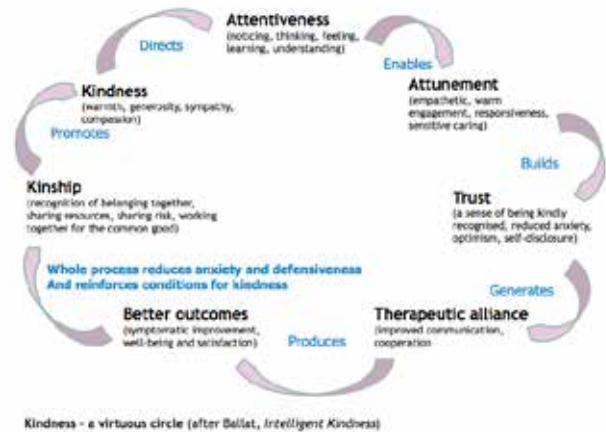 Attentiveness
(noticing, thinking, feeling,
learning, understanding)
Directs
Enables
Kindness
(warmth, generosity, sympathy,
compassion)
Attunement
(empathetic, warm
engagement, responsiveness,
sensitive caring)
Promotes
Builds
Kinship
(recognition of belonging together,
sharing resources, sharing risk, working
together for the common good)
Trust
(a sense of being kindly
recognised, reduced anxiety,
optimism, self-disclosure)
Whole process reduces anxiety and defensiveness
And reinforces conditions for kindness
Generates
Better outcomes
(symptomatic improvement,
well-being and satisfaction)
Produces
Therapeutic alliance
(improved communication,
cooperation
Kindness - a virtuous circle (after Ballat, Intelligent Kindness)